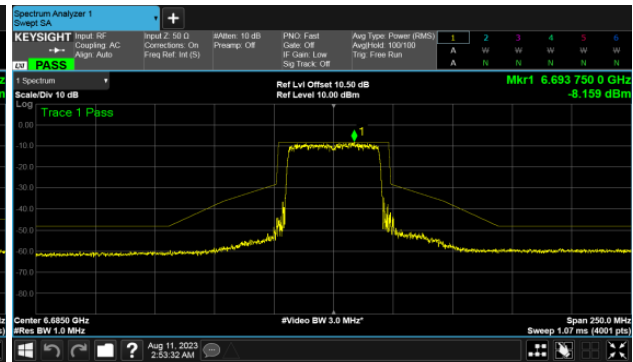 Spectrum Analyzer 1
Swept SA
+
KEYSIGHT Input: RF Input Z: 50 Ω #Atten: 10 dB PNO: Fast Avg Type: Power (RMS) 1 2 3 4 5 6
Coupling: AC Corrections: On Preamp: Off Gate: Off Avg|Hold: 100/100 A W W W W W
Align: Auto Freq Ref: Int (S) IF Gain: Low Trig: Free Run
Sig Track: Off A N N N N N
LXI PASS
1 Spectrum Ref Lvl Offset 10.50 dB Mkr1 6.693 750 0 GHz
Scale/Div 10 dB Ref Level 10.00 dBm -8.159 dBm
Log
Trace 1 Pass
0.00
1
-10.0
-20.0
-30.0
-40.0
-50.0
-60.0
-70.0
-80.0
Center 6.6850 GHz #Video BW 3.0 MHz* Span 250.0 MHz
#Res BW 1.0 MHz Sweep 1.07 ms (4001 pts)
? Aug 11, 2023
2:53:32 AM